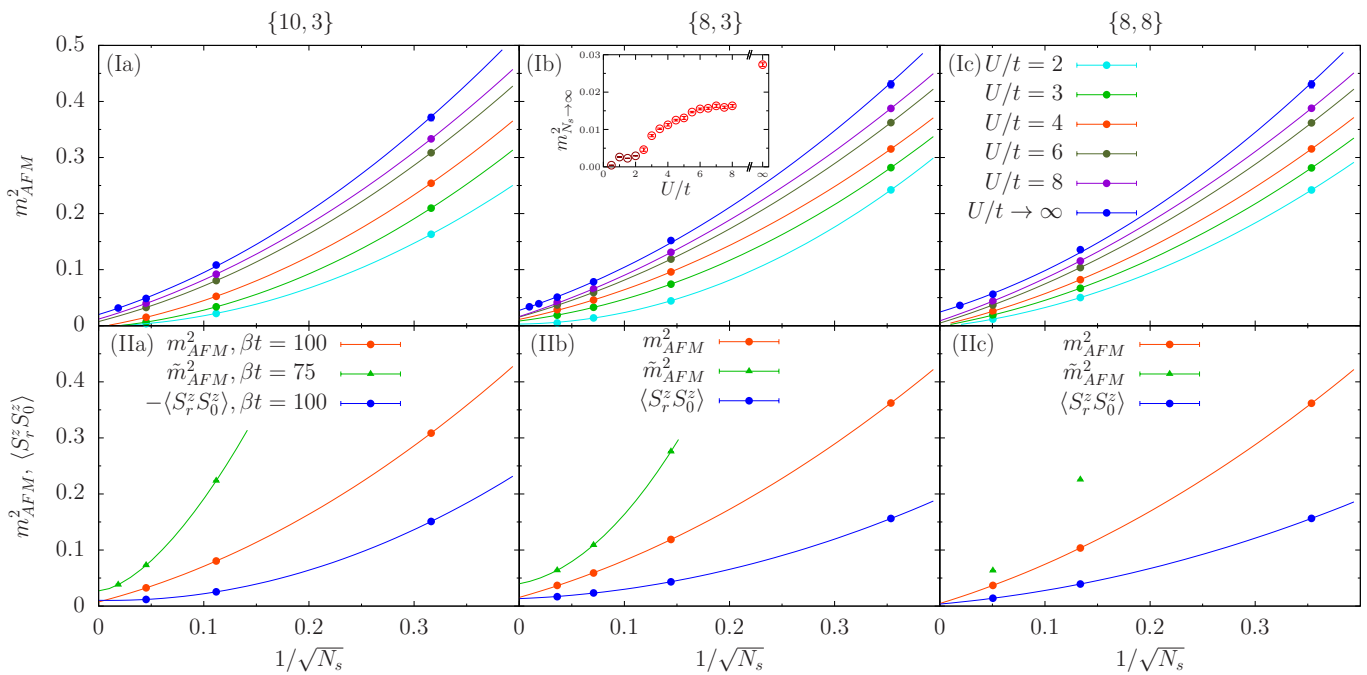 {10, 3}
{8, 3}
{8, 8}
(Ia)
0.5
0.4
0.3
0.2
0.1
0
m²_AFM
(Ib)
0.03
0.02
0.01
0.00
m²_{N_s→∞}
0 2 4 6 8 ∞
U/t
(Ic)
U/t = 2
U/t = 3
U/t = 4
U/t = 6
U/t = 8
U/t → ∞
(IIa)
m²_AFM, βt = 100
m̃²_AFM, βt = 75
−⟨S^z_r S^z_0⟩, βt = 100
0.4
0.3
0.2
0.1
0
m²_AFM, ⟨S^z_r S^z_0⟩
0 0.1 0.2 0.3
1/√N_s
(IIb)
m²_AFM
m̃²_AFM
⟨S^z_r S^z_0⟩
0 0.1 0.2 0.3
1/√N_s
(IIc)
m²_AFM
m̃²_AFM
⟨S^z_r S^z_0⟩
0 0.1 0.2 0.3
1/√N_s